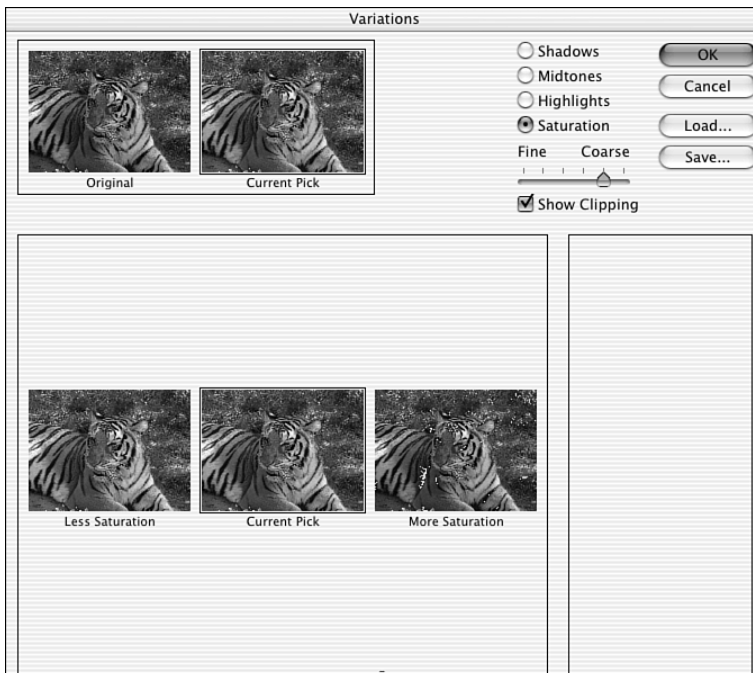 Variations
Original
Current Pick
Shadows
Midtones
Highlights
Saturation
Fine Coarse
Show Clipping
OK
Cancel
Load...
Save...
Less Saturation
Current Pick
More Saturation